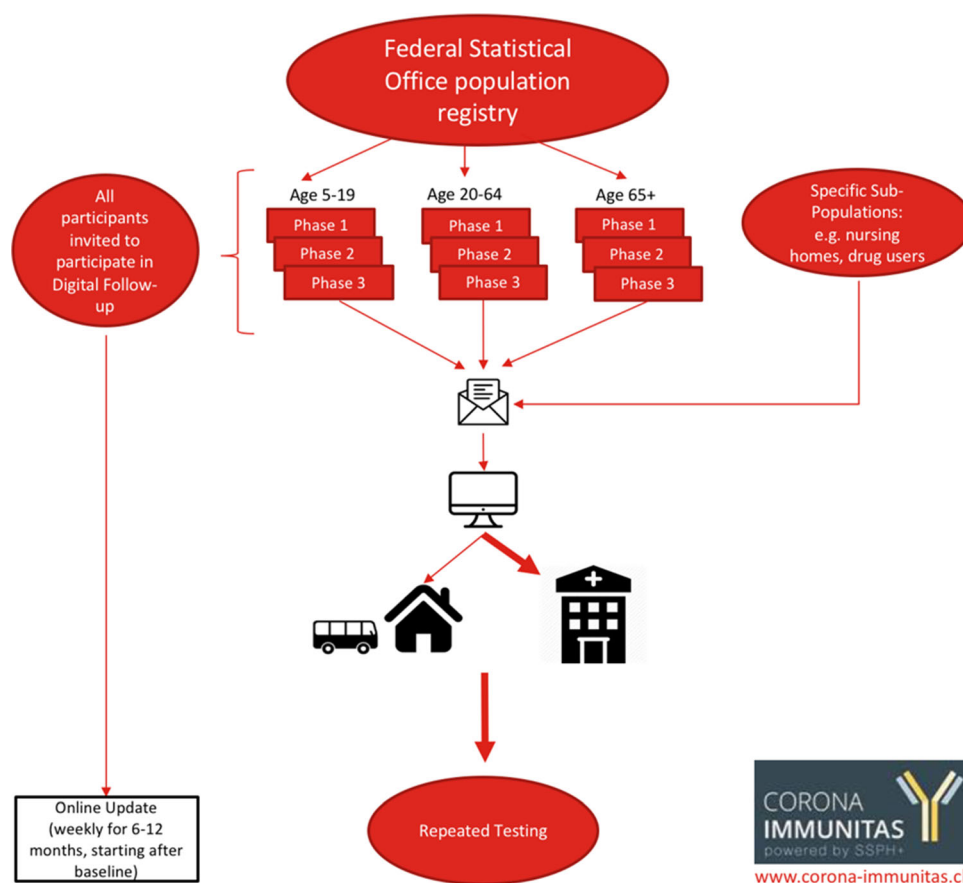 Federal Statistical
Office population
registry
All
participants
invited to
participate in
Digital Follow-
up
Age 5-19
Phase 1
Phase 2
Phase 3
Age 20-64
Phase 1
Phase 2
Phase 3
Age 65+
Phase 1
Phase 2
Phase 3
Specific Sub-
Populations:
e.g. nursing
homes, drug users
Online Update
(weekly for 6-12
months, starting after
baseline)
Repeated Testing
CORONA
IMMUNITAS
powered by SSPH+
www.corona-immunitas.c